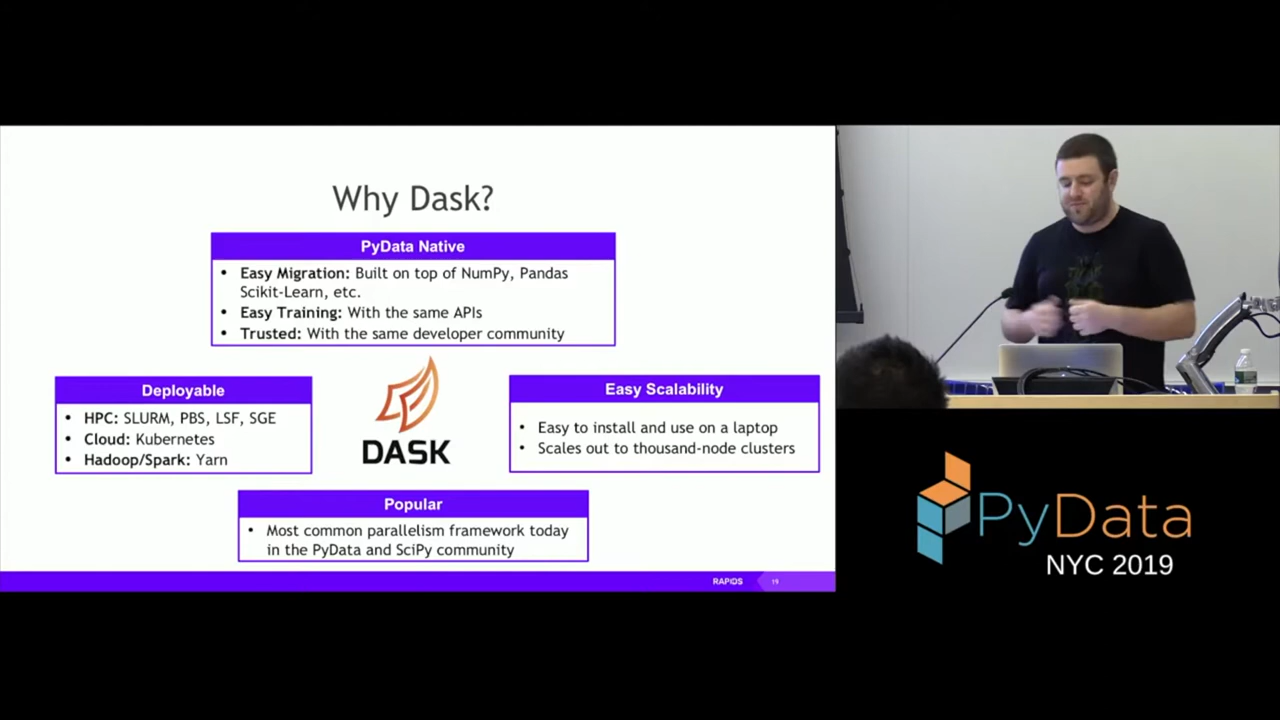 Why Dask?
PyData Native
• Easy Migration: Built on top of NumPy, Pandas
Scikit-Learn, etc.
• Easy Training: With the same APIs
• Trusted: With the same developer community
Deployable
• HPC: SLURM, PBS, LSF, SGE
• Cloud: Kubernetes
• Hadoop/Spark: Yarn
DASK
Easy Scalability
• Easy to install and use on a laptop
• Scales out to thousand-node clusters
Popular
• Most common parallelism framework today
in the PyData and SciPy community
RAPIDS 19
PyData
NYC 2019